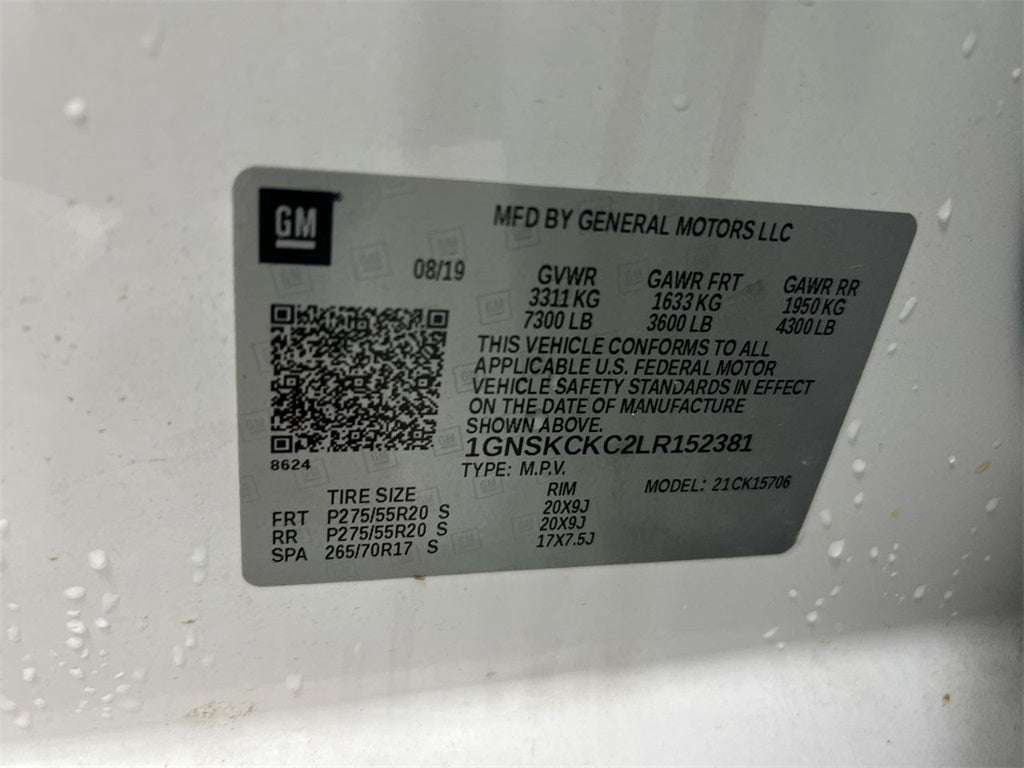 GM
MFD BY GENERAL MOTORS LLC
08/19
GVWR GAWR FRT GAWR RR
3311 KG 1633 KG 1950 KG
7300 LB 3600 LB 4300 LB
THIS VEHICLE CONFORMS TO ALL
APPLICABLE U.S. FEDERAL MOTOR
VEHICLE SAFETY STANDARDS IN EFFECT
ON THE DATE OF MANUFACTURE
SHOWN ABOVE.
1GNSKCKC2LR152381
8624
TYPE: M.P.V. MODEL: 21CK15706
TIRE SIZE RIM
FRT P275/55R20 S 20X9J
RR P275/55R20 S 20X9J
SPA 265/70R17 S 17X7.5J